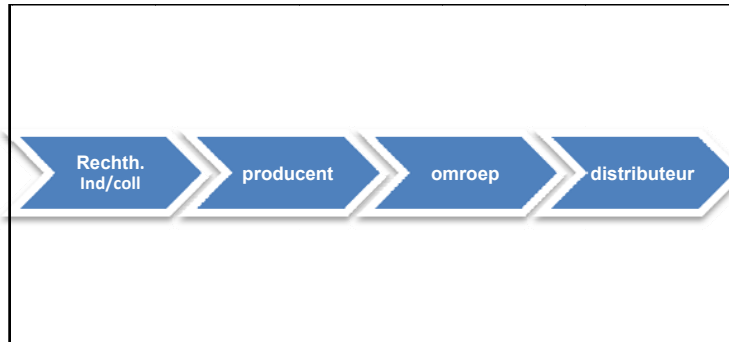 Rechth.
Ind/coll
producent
omroep
distributeur